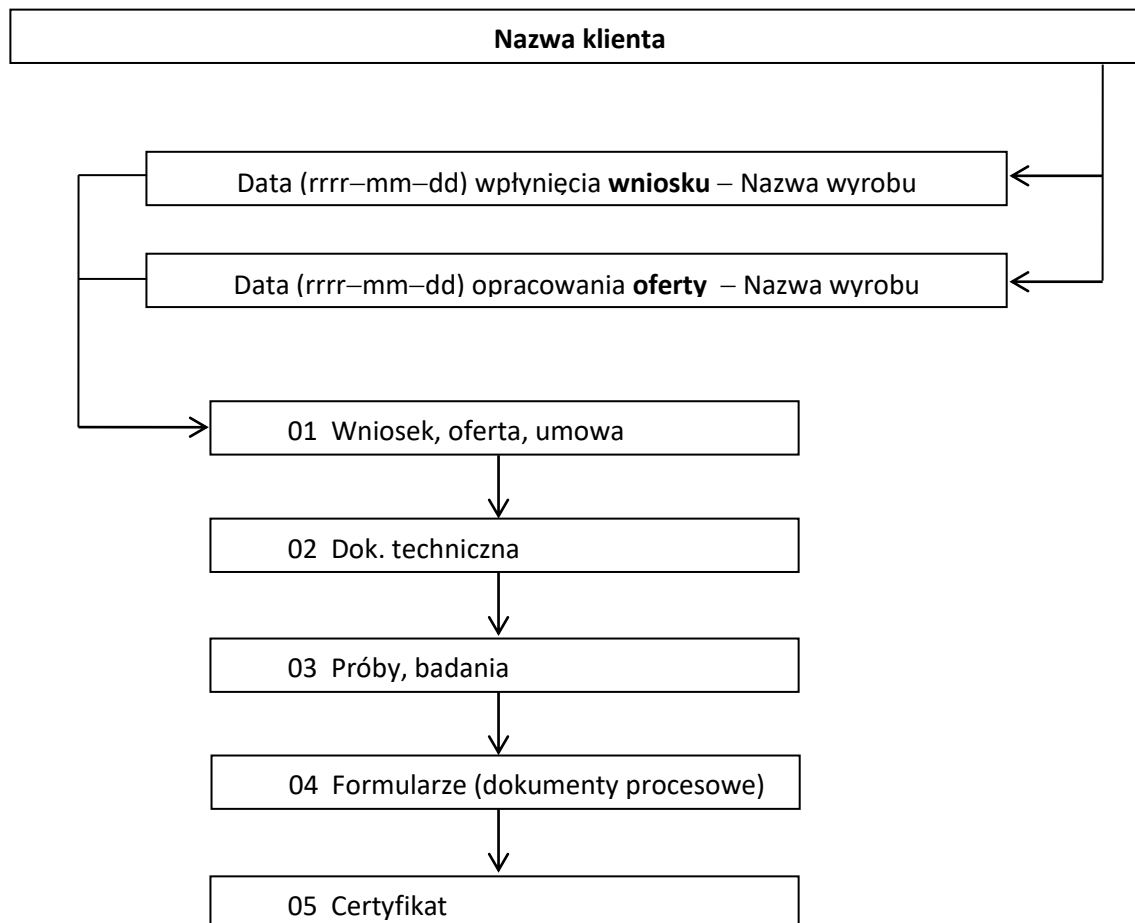 Nazwa klienta
Data (rrrr–mm–dd) wpłynięcia wniosku – Nazwa wyrobu
Data (rrrr–mm–dd) opracowania oferty – Nazwa wyrobu
01 Wniosek, oferta, umowa
02 Dok. techniczna
03 Próby, badania
04 Formularze (dokumenty procesowe)
05 Certyfikat